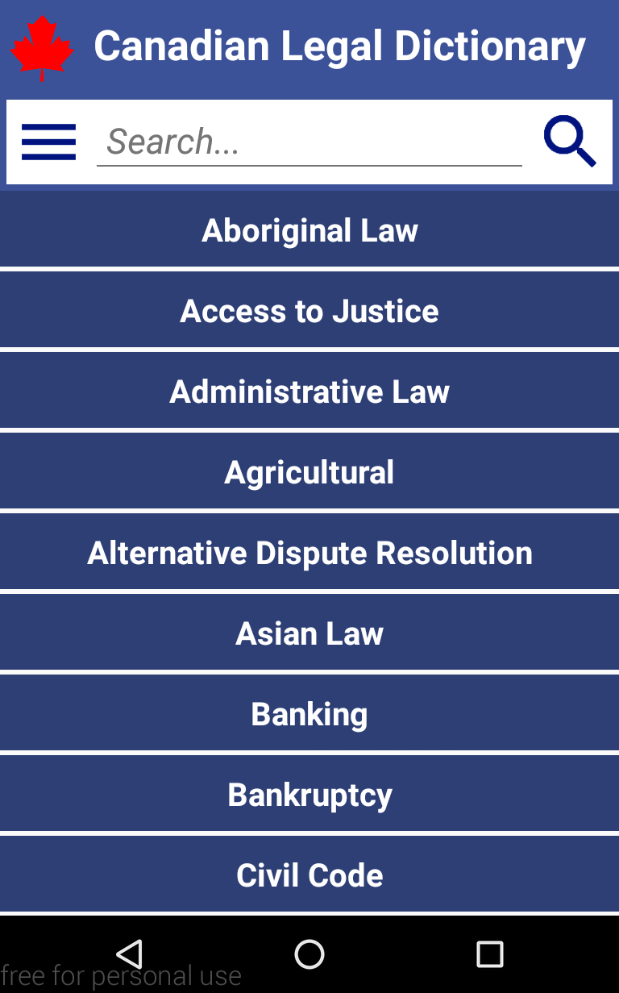 Canadian Legal Dictionary
Search...
Aboriginal Law
Access to Justice
Administrative Law
Agricultural
Alternative Dispute Resolution
Asian Law
Banking
Bankruptcy
Civil Code
free for personal use